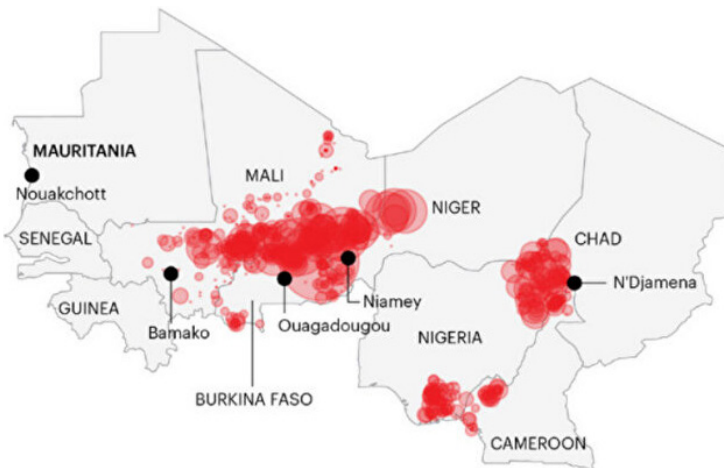 MAURITANIA
MALI
Nouakchott
NIGER
SENEGAL
CHAD
N'Djamena
GUINEA
Niamey
Bamako
Ouagadougou
NIGERIA
BURKINA FASO
CAMEROON